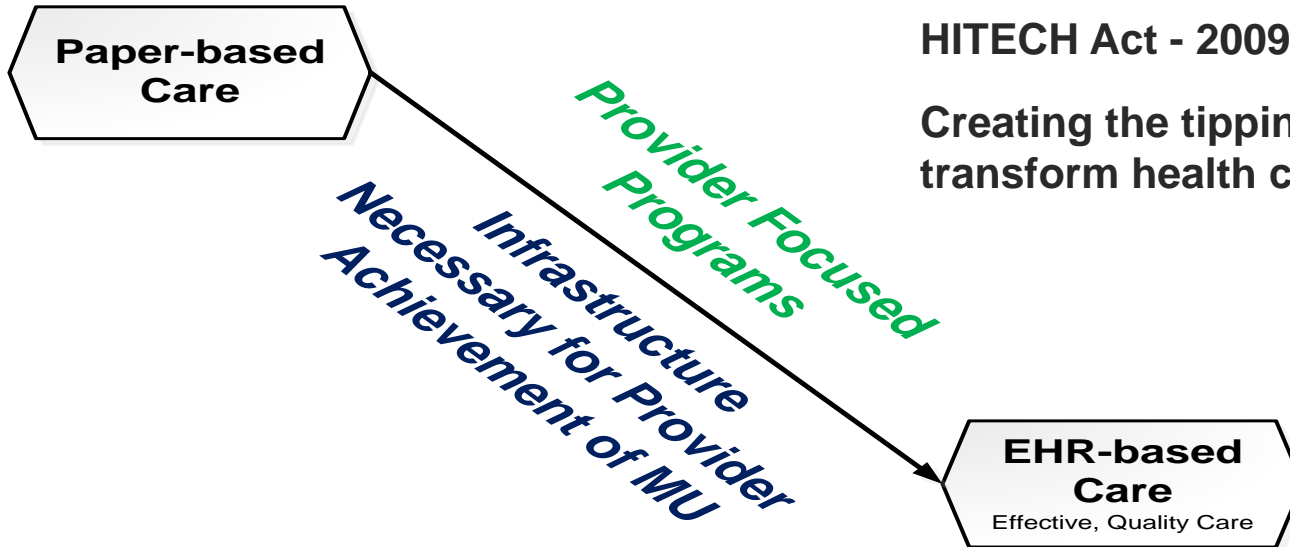 Paper-based
Care
HITECH Act - 2009
Creating the
transform health
Provider Focused
Programs
Infrastructure
Necessary for Provider
Achievement of MU
EHR-based
Care
Effective, Quality Care